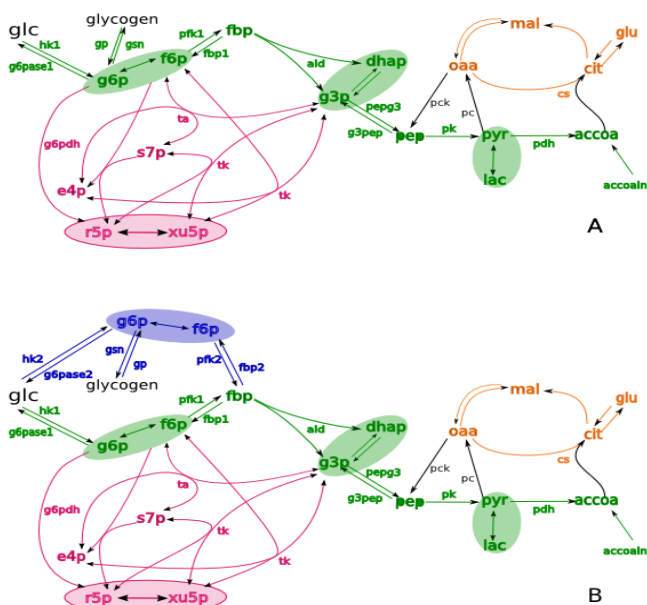 glycogen
glc hk1 gp gsn pfk1 fbp mal glu
g6pase1 f6p fbp1 dhap oaa cit
g6p ald g3p pepg3 pck pc cs
ta g3pep pep pk pyr pdh accoa
g6pdh s7p tk lac accoain
e4p tk
r5p xu5p A
g6p f6p
hk2 gsn gp pfk2 fbp2
g6pase2
glc glycogen pfk1 fbp mal glu
hk1 f6p fbp1 dhap oaa cit
g6pase1 g6p ald g3p pepg3 pck pc cs
ta g3pep pep pk pyr pdh accoa
g6pdh s7p tk lac accoain
e4p tk
r5p xu5p B